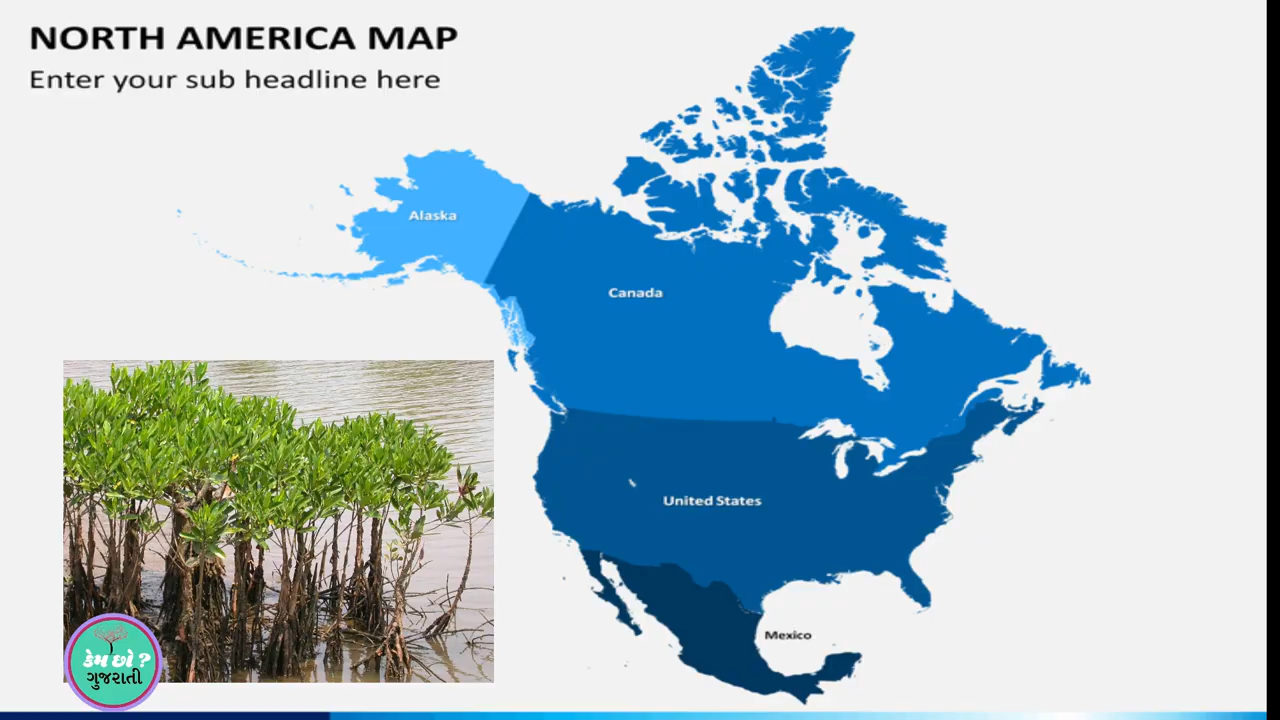 NORTH AMERICA MAP
Enter your sub headline here
Alaska
Canada
United States
Mexico
કેમ છો ?
ગુજરાતી